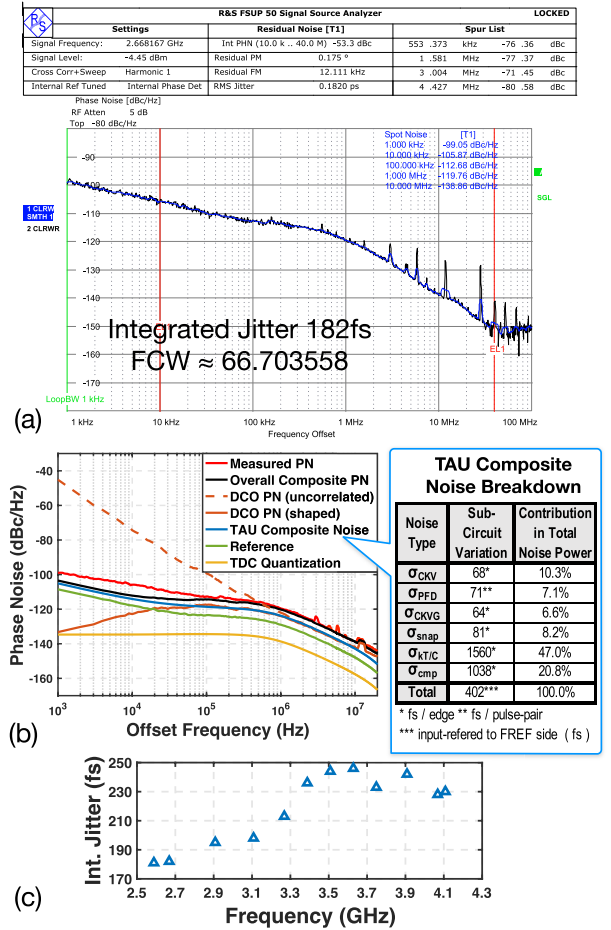 R&S FSUP 50 Signal Source Analyzer LOCKED
R&S
Settings Residual Noise [T1] Spur List
Signal Frequency: 2.668167 GHz Int PHN (10.0 k .. 40.0 M) -53.3 dBc 553 .373 kHz -76 .36 dBc
Signal Level: -4.45 dBm Residual PM 0.175 ° 1 .581 MHz -77 .37 dBc
Cross Corr+Sweep Harmonic 1 Residual FM 12.111 kHz 3 .004 MHz -71 .45 dBc
Internal Ref Tuned Internal Phase Det RMS Jitter 0.1820 ps 4 .427 MHz -80 .58 dBc
Phase Noise [dBc/Hz]
RF Atten 5 dB
Top -80 dBc/Hz
Spot Noise [T1]
1.000 kHz -99.05 dBc/Hz
10.000 kHz -105.87 dBc/Hz
100.000 kHz -112.68 dBc/Hz
1.000 MHz -119.76 dBc/Hz
10.000 MHz -138.86 dBc/Hz
-90
-100
-110
-120
-130
-140
-150
-160
-170
1 CLRW
SMTH 1
2 CLRWR
SGL
Integrated Jitter 182fs
FCW ≈ 66.703558
EL1
LoopBW 1 kHz
1 kHz 10 kHz 100 kHz 1 MHz 10 MHz 100 MHz
Frequency Offset
(a)
Phase Noise (dBc/Hz)
-40
-60
-80
-100
-120
-140
-160
Measured PN
Overall Composite PN
DCO PN (uncorrelated)
DCO PN (shaped)
TAU Composite Noise
Reference
TDC Quantization
10³ 10⁴ 10⁵ 10⁶ 10⁷
Offset Frequency (Hz)
(b)
TAU Composite
Noise Breakdown
Noise Type Sub-Circuit Variation Contribution in Total Noise Power
σCKV 68* 10.3%
σPFD 71** 7.1%
σCKVG 64* 6.6%
σsnap 81* 8.2%
σkT/C 1560* 47.0%
σcmp 1038* 20.8%
Total 402*** 100.0%
* fs / edge ** fs / pulse-pair
*** input-refered to FREF side ( fs )
Int. Jitter (fs)
250
230
210
190
170
2.5 2.7 2.9 3.1 3.3 3.5 3.7 3.9 4.1 4.3
Frequency (GHz)
(c)